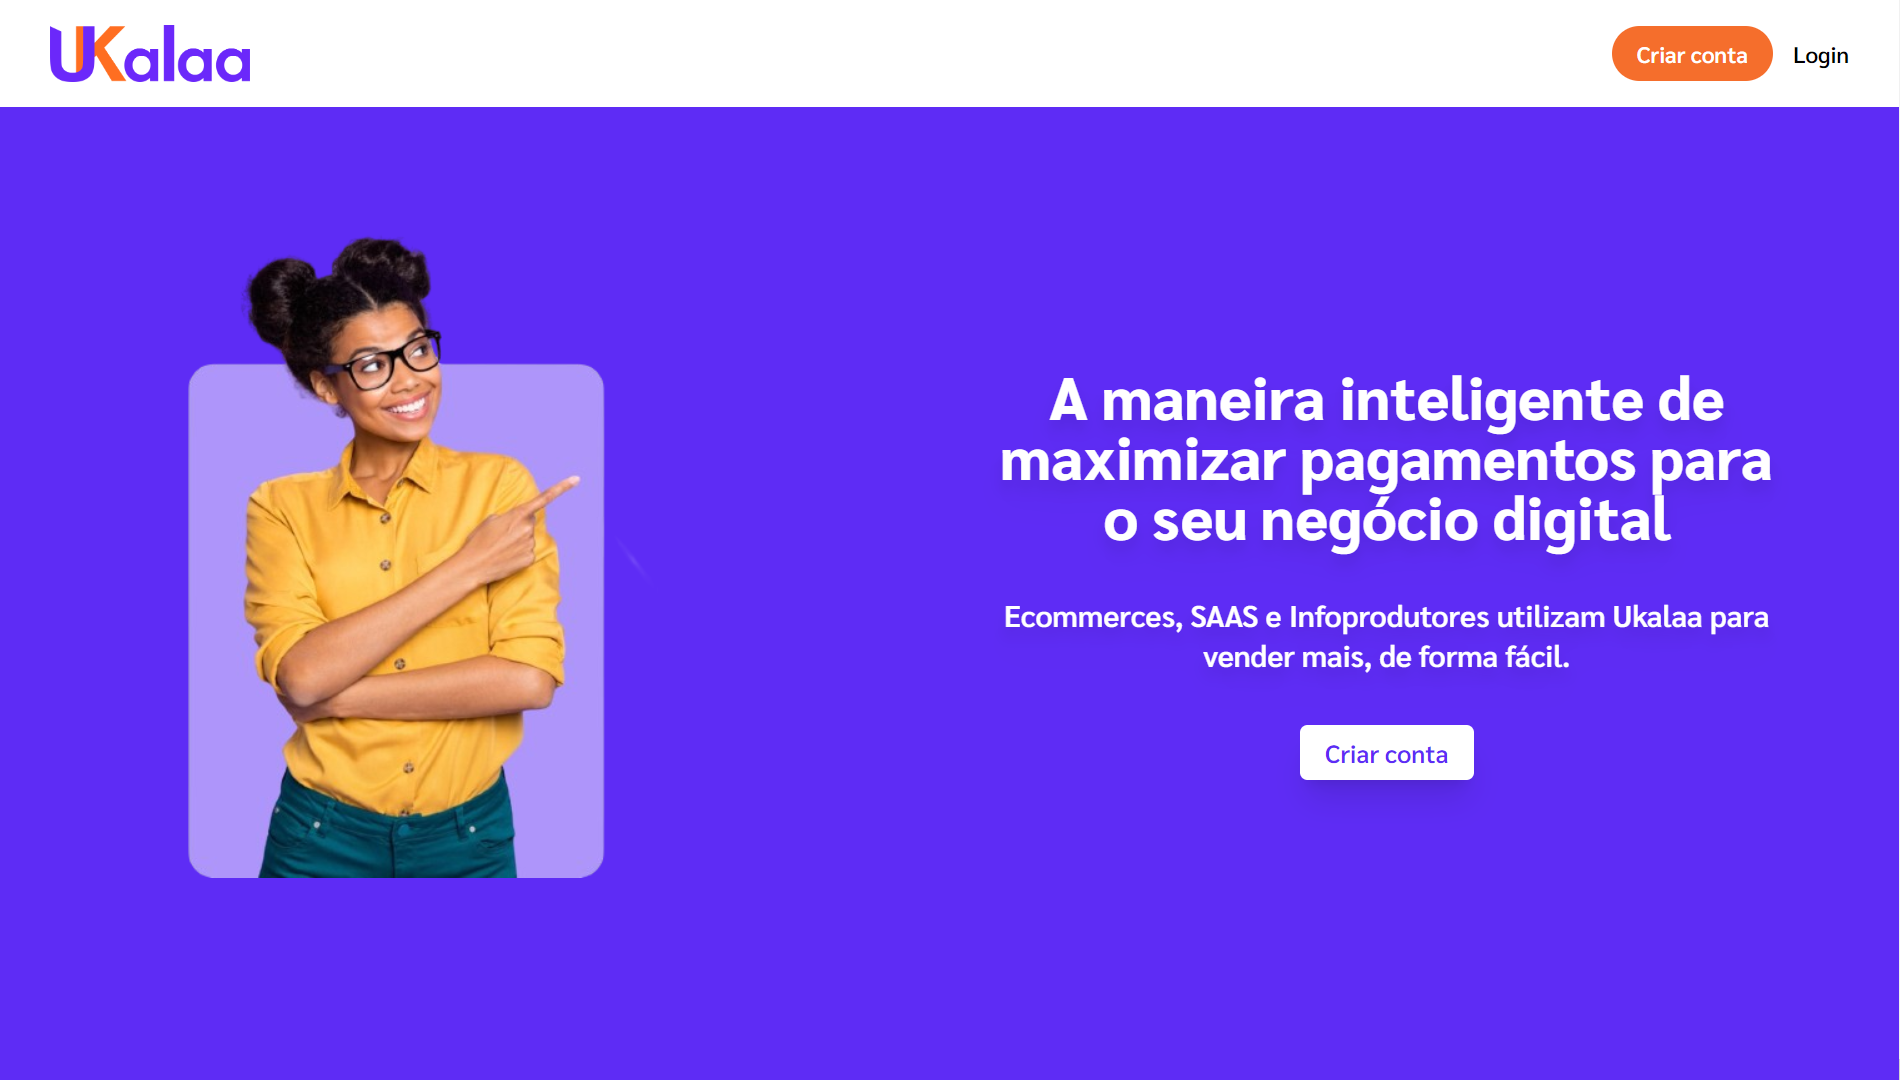 UKalaa
Criar conta
Login
A maneira inteligente de
maximizar pagamentos para
o seu negócio digital
Ecommerces, SAAS e Infoprodutores utilizam Ukalaa para
vender mais, de forma fácil.
Criar conta